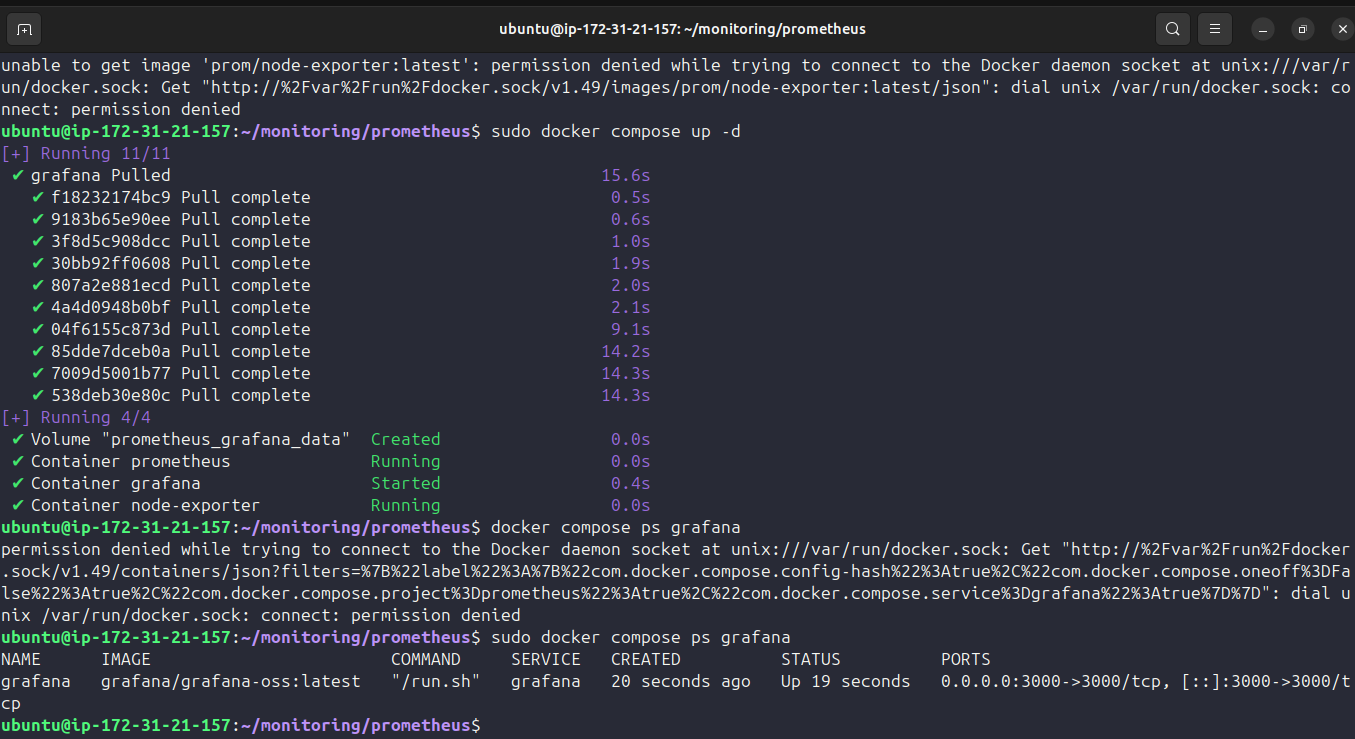 ubuntu@ip-172-31-21-157: ~/monitoring/prometheus
unable to get image 'prom/node-exporter:latest': permission denied while trying to connect to the Docker daemon socket at unix:///var/r
un/docker.sock: Get "http://%2Fvar%2Frun%2Fdocker.sock/v1.49/images/prom/node-exporter:latest/json": dial unix /var/run/docker.sock: co
nnect: permission denied
ubuntu@ip-172-31-21-157:~/monitoring/prometheus$ sudo docker compose up -d
[+] Running 11/11
✔ grafana Pulled 15.6s
✔ f18232174bc9 Pull complete 0.5s
✔ 9183b65e90ee Pull complete 0.6s
✔ 3f8d5c908dcc Pull complete 1.0s
✔ 30bb92ff0608 Pull complete 1.9s
✔ 807a2e881ecd Pull complete 2.0s
✔ 4a4d0948b0bf Pull complete 2.1s
✔ 04f6155c873d Pull complete 9.1s
✔ 85dde7dceb0a Pull complete 14.2s
✔ 7009d5001b77 Pull complete 14.3s
✔ 538deb30e80c Pull complete 14.3s
[+] Running 4/4
✔ Volume "prometheus_grafana_data" Created 0.0s
✔ Container prometheus Running 0.0s
✔ Container grafana Started 0.4s
✔ Container node-exporter Running 0.0s
ubuntu@ip-172-31-21-157:~/monitoring/prometheus$ docker compose ps grafana
permission denied while trying to connect to the Docker daemon socket at unix:///var/run/docker.sock: Get "http://%2Fvar%2Frun%2Fdocker
.sock/v1.49/containers/json?filters=%7B%22label%22%3A%7B%22com.docker.compose.config-hash%22%3Atrue%2C%22com.docker.compose.oneoff%3DFa
lse%22%3Atrue%2C%22com.docker.compose.project%3Dprometheus%22%3Atrue%2C%22com.docker.compose.service%3Dgrafana%22%3Atrue%7D%7D": dial u
nix /var/run/docker.sock: connect: permission denied
ubuntu@ip-172-31-21-157:~/monitoring/prometheus$ sudo docker compose ps grafana
NAME IMAGE COMMAND SERVICE CREATED STATUS PORTS
grafana grafana/grafana-oss:latest "/run.sh" grafana 20 seconds ago Up 19 seconds 0.0.0.0:3000->3000/tcp, [::]:3000->3000/t
cp
ubuntu@ip-172-31-21-157:~/monitoring/prometheus$